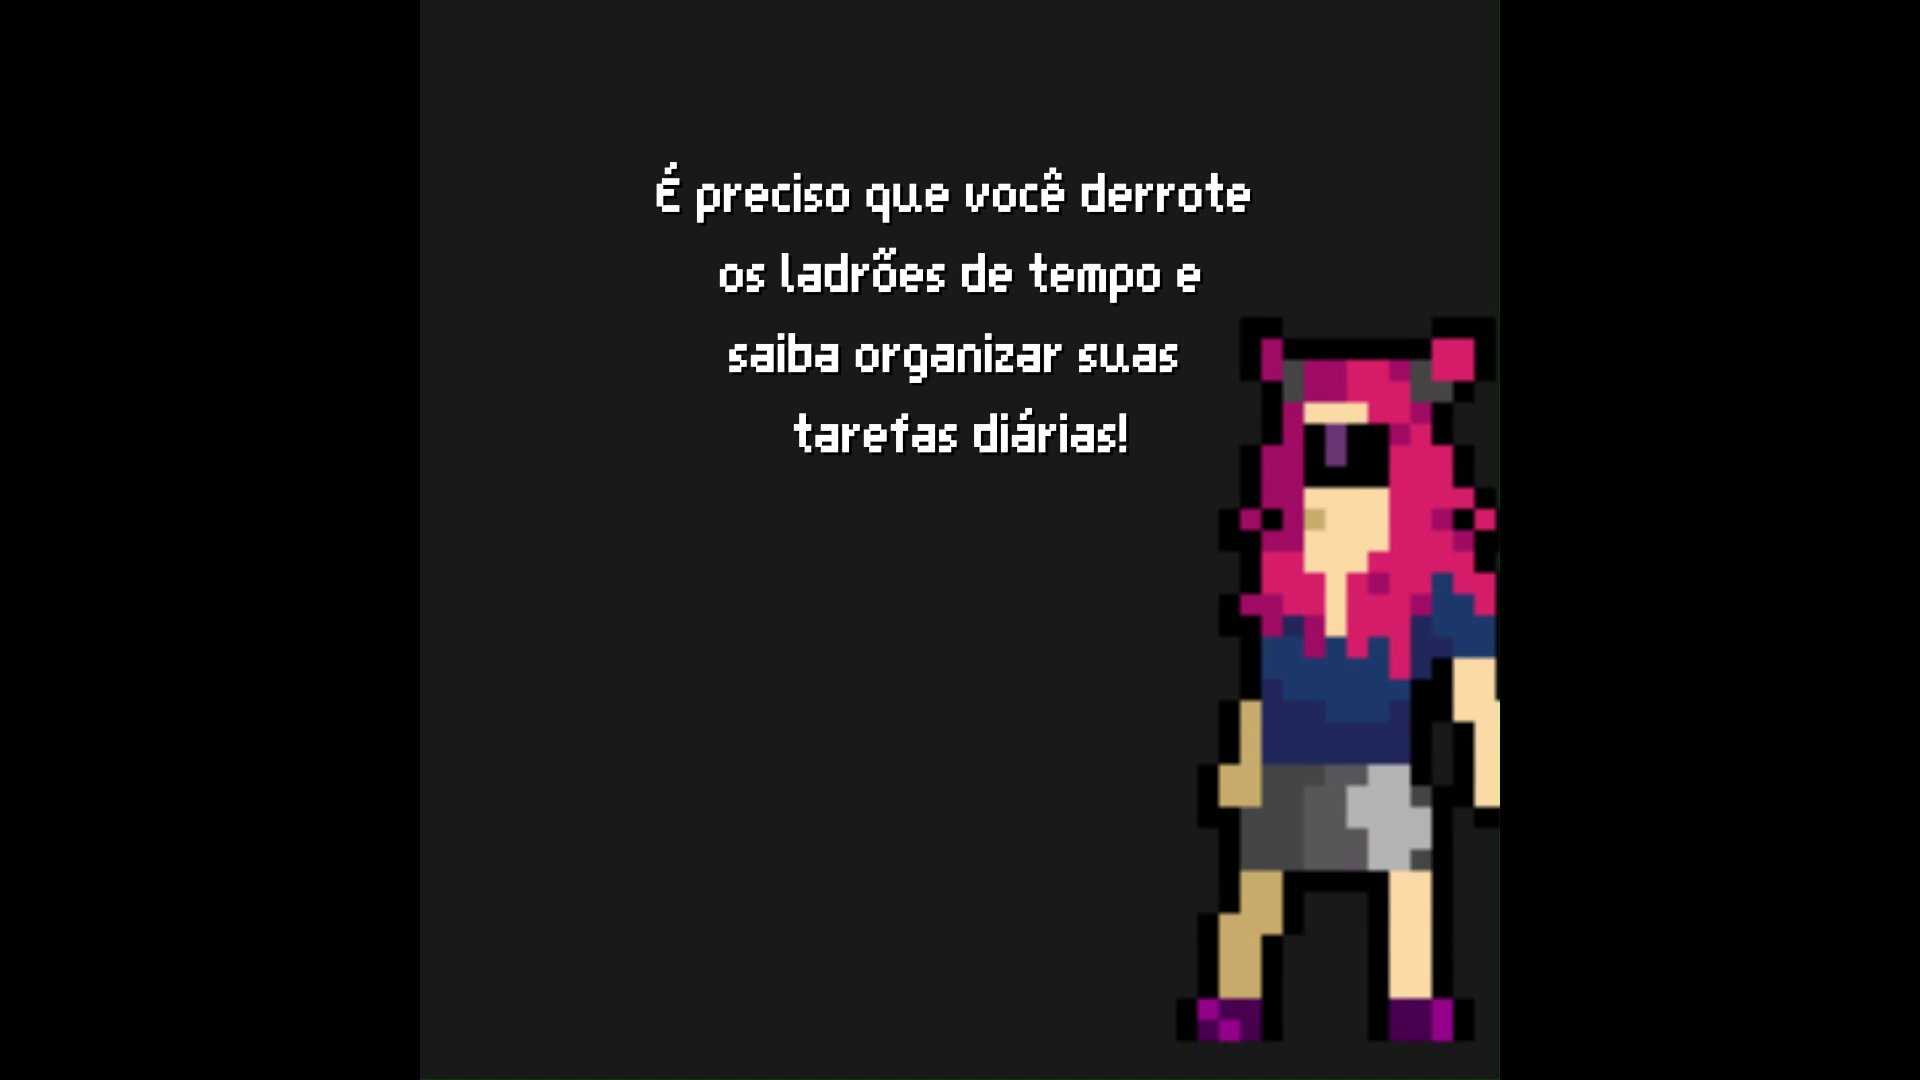 É preciso que você derrote
os ladrões de tempo e
saiba organizar suas
tarefas diárias!